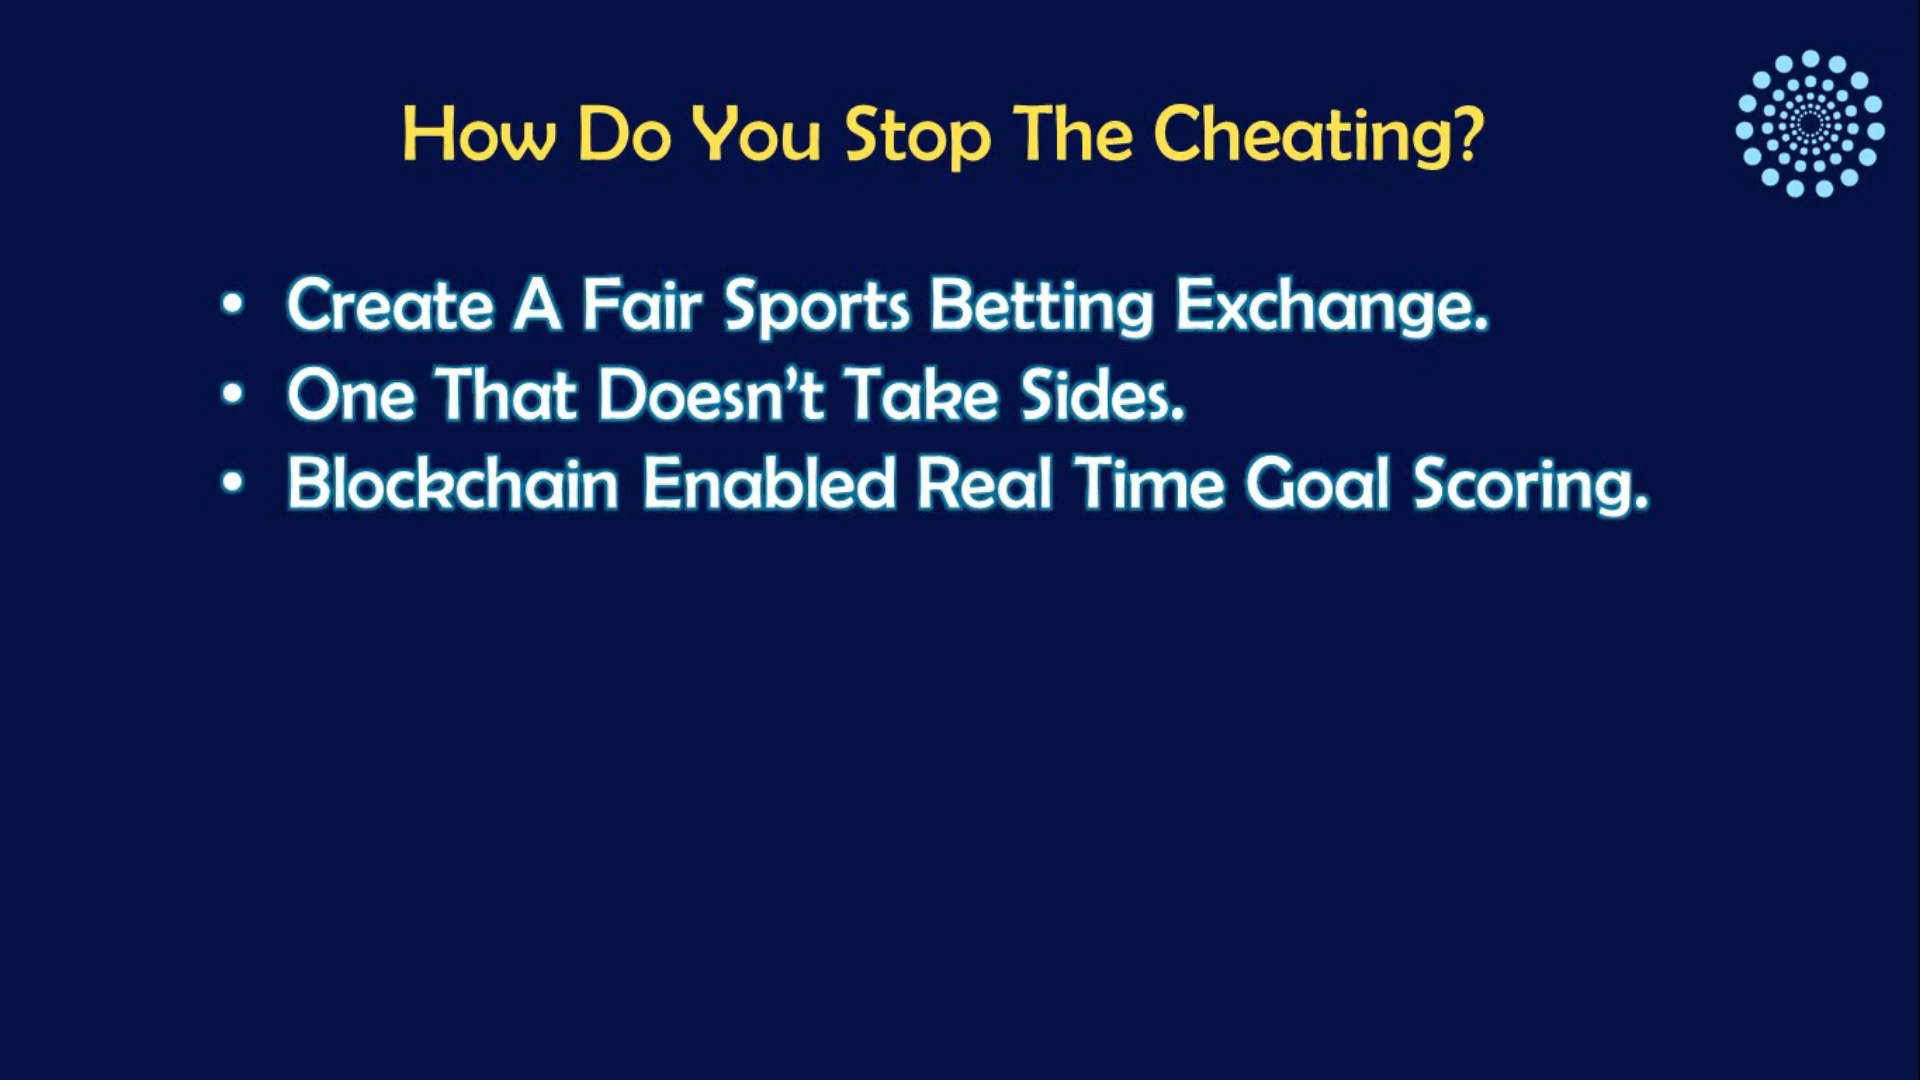 How Do You Stop The Cheating?
• Create A Fair Sports Betting Exchange.
• One That Doesn’t Take Sides.
• Blockchain Enabled Real Time Goal Scoring.